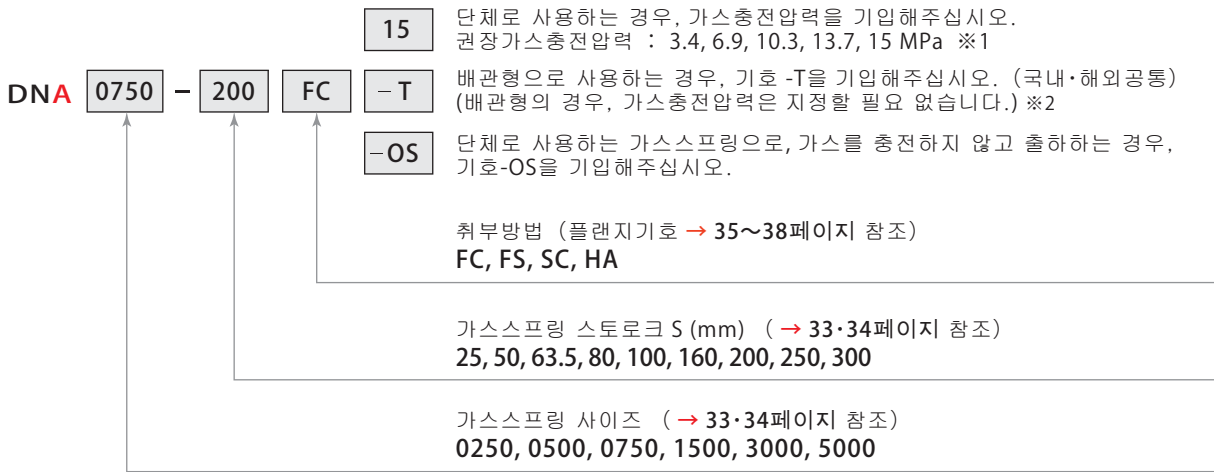 15
단체로 사용하는 경우, 가스충전압력을 기입해주십시오.
권장가스충전압력 : 3.4, 6.9, 10.3, 13.7, 15 MPa ※1
DNA 0750 - 200 FC -T
배관형으로 사용하는 경우, 기호 -T을 기입해주십시오. (국내・해외공통)
(배관형의 경우, 가스충전압력은 지정할 필요 없습니다.) ※2
-OS
단체로 사용하는 가스스프링으로, 가스를 충전하지 않고 출하하는 경우,
기호-OS을 기입해주십시오.
취부방법 (플랜지기호 → 35~38페이지 참조)
FC, FS, SC, HA
가스스프링 스토로크 S (mm) ( → 33・34페이지 참조)
25, 50, 63.5, 80, 100, 160, 200, 250, 300
가스스프링 사이즈 ( → 33・34페이지 참조)
0250, 0500, 0750, 1500, 3000, 5000